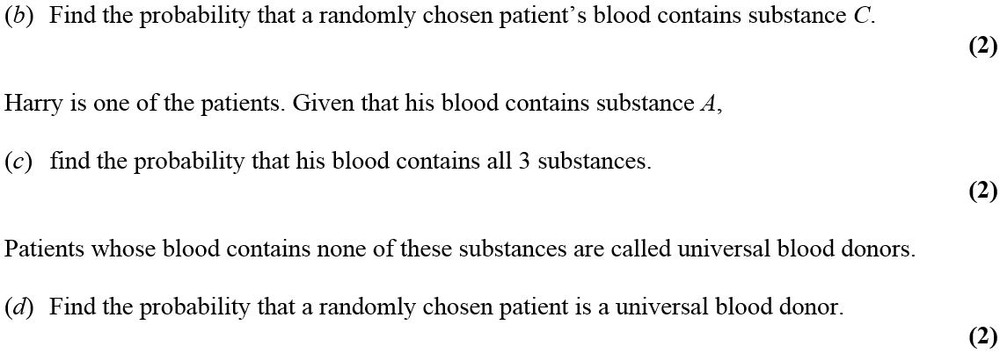 (b) Find the probability that a randomly chosen patient’s blood contains substance C.
(2)
Harry is one of the patients. Given that his blood contains substance A,
(c) find the probability that his blood contains all 3 substances.
(2)
Patients whose blood contains none of these substances are called universal blood donors.
(d) Find the probability that a randomly chosen patient is a universal blood donor.
(2)